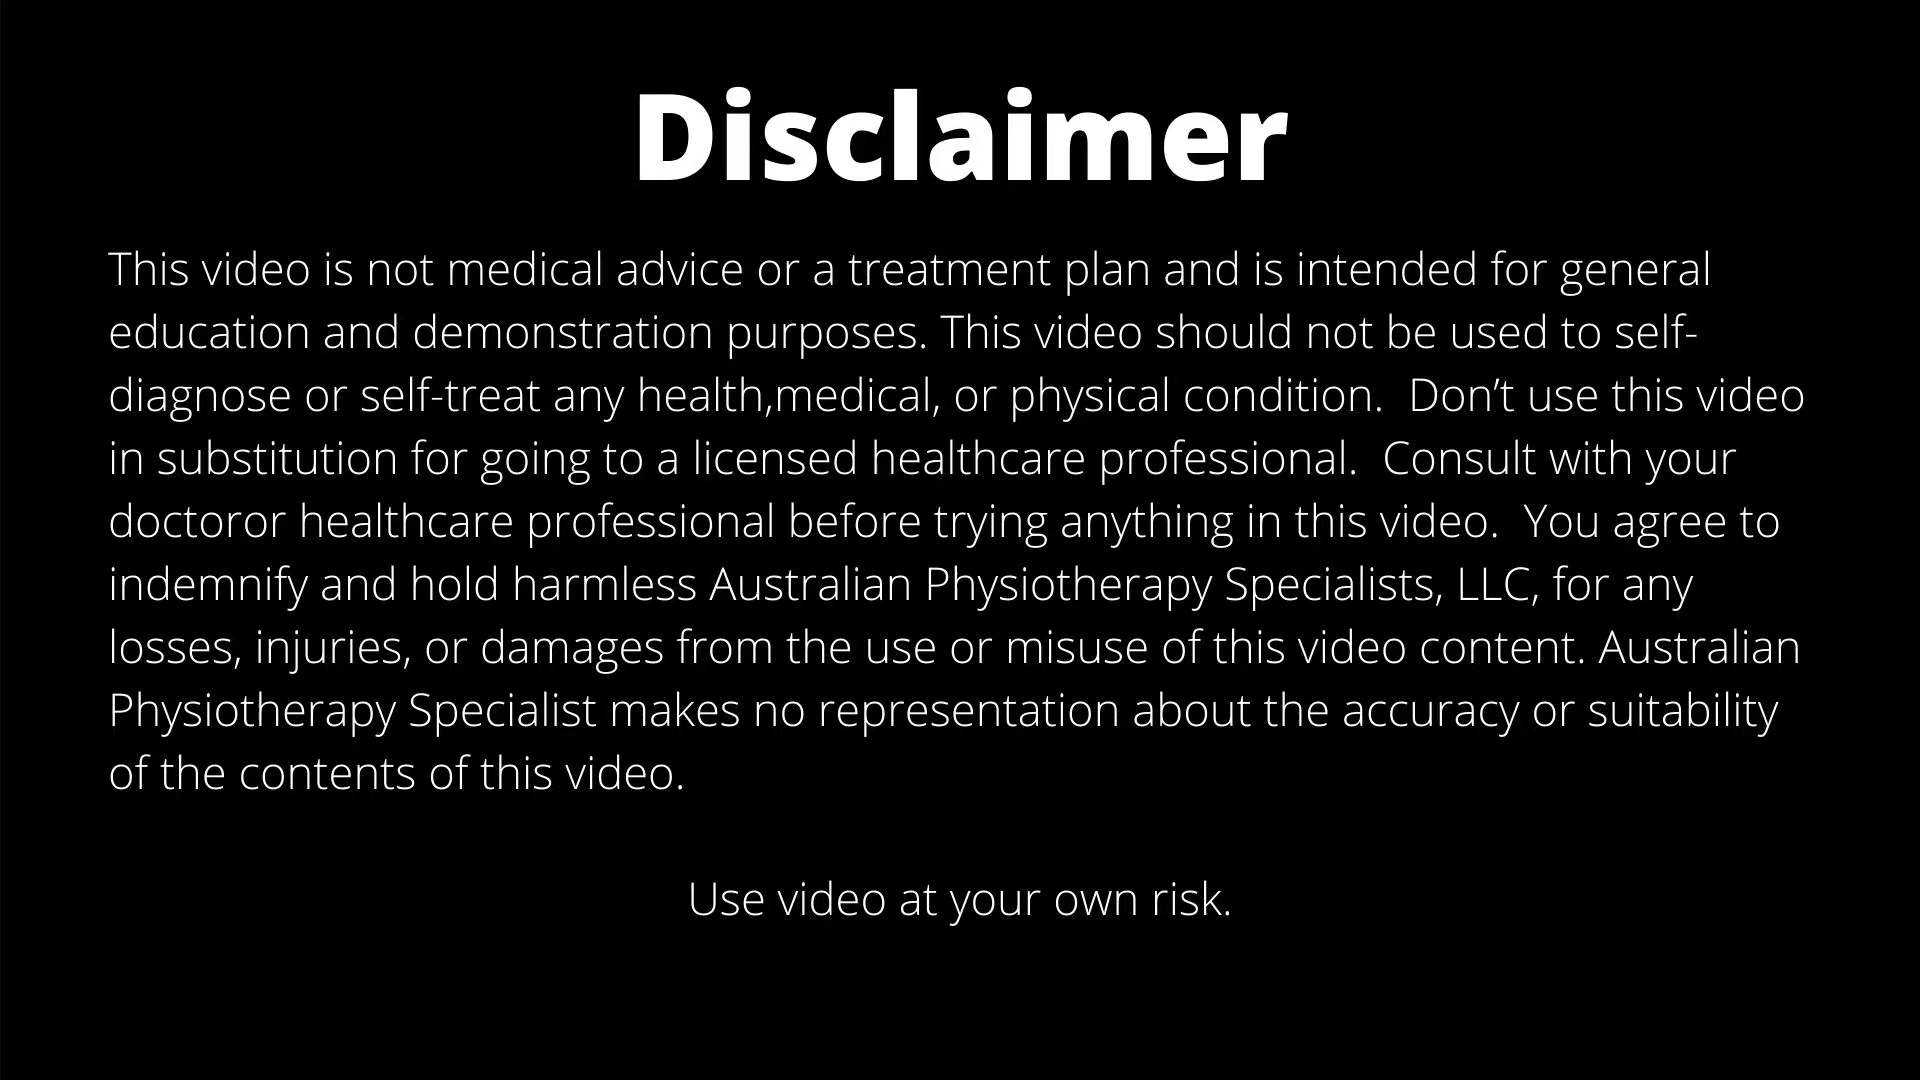 Disclaimer
This video is not medical advice or a treatment plan and is intended for general
education and demonstration purposes. This video should not be used to self-
diagnose or self-treat any health,medical, or physical condition.  Don’t use this video
in substitution for going to a licensed healthcare professional.  Consult with your
doctoror healthcare professional before trying anything in this video.  You agree to
indemnify and hold harmless Australian Physiotherapy Specialists, LLC, for any
losses, injuries, or damages from the use or misuse of this video content. Australian
Physiotherapy Specialist makes no representation about the accuracy or suitability
of the contents of this video.
Use video at your own risk.